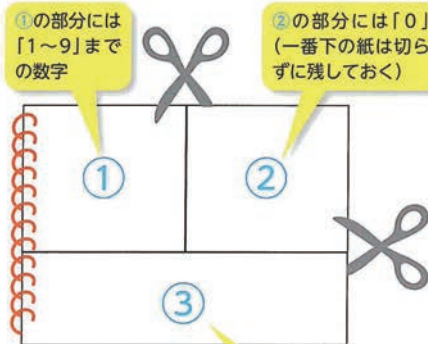 ①の部分には
「1～9」まで
の数字
②の部分には「0」
(一番下の紙は切ら
ずに残しておく)
①
②
③